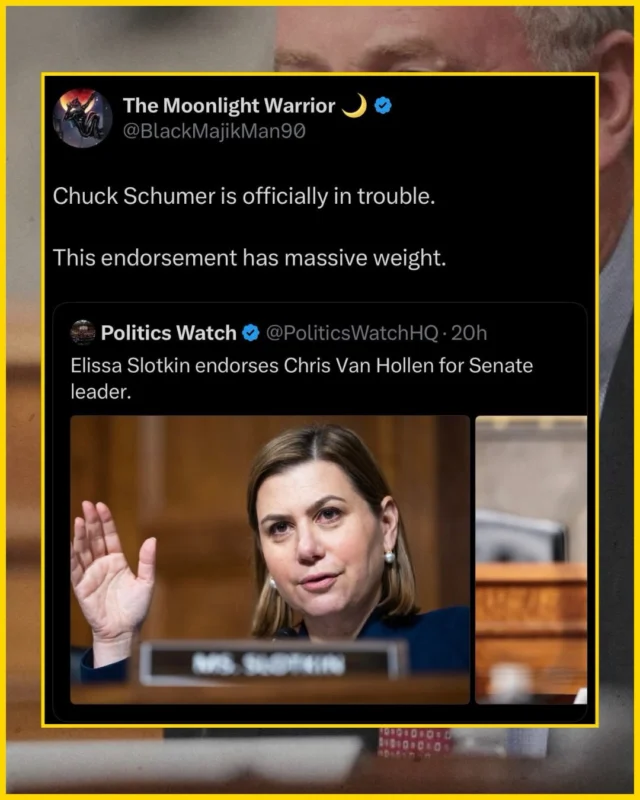 The Moonlight Warrior 🌙
@BlackMajikMan90
Chuck Schumer is officially in trouble.
This endorsement has massive weight.
Politics Watch @PoliticsWatchHQ · 20h
Elissa Slotkin endorses Chris Van Hollen for Senate
leader.
MS. SLOTKIN